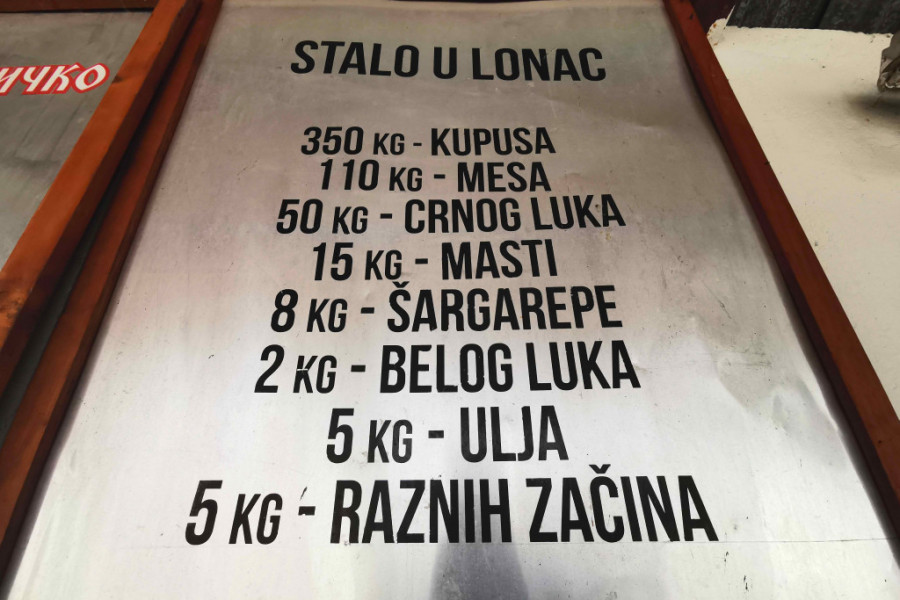 STALO U LONAC
350 KG - KUPUSA
110 KG - MESA
50 KG - CRNOG LUKA
15 KG - MASTI
8 KG - ŠARGAREPE
2 KG - BELOG LUKA
5 KG - ULJA
5 KG - RAZNIH ZAČINA